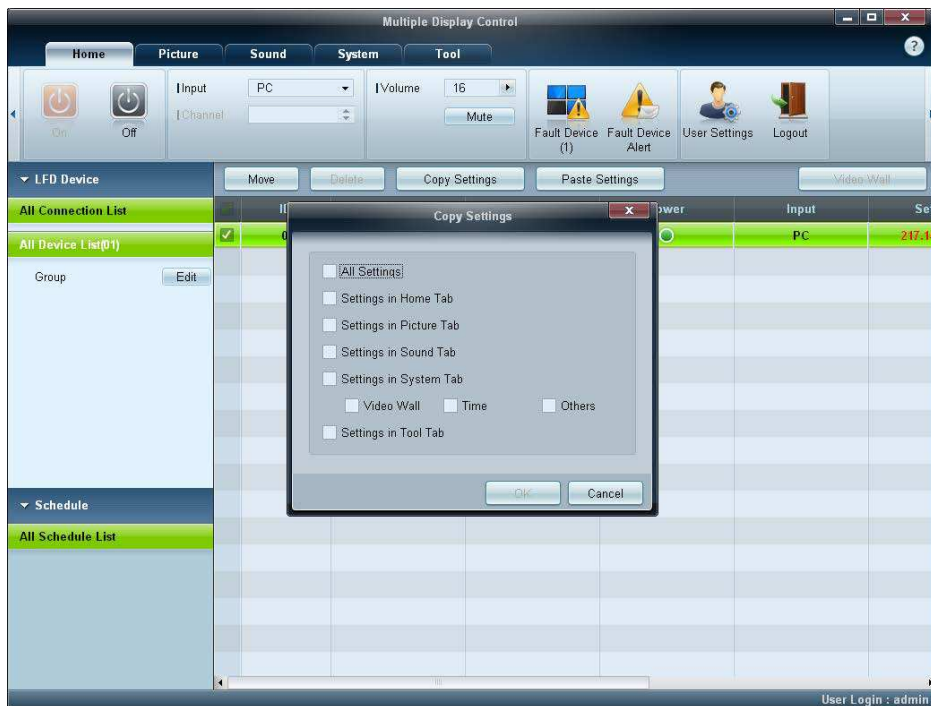 Multiple Display Control
Home Picture Sound System Tool
Input PC Volume 16
On Off Channel Mute
Fault Device (1) Fault Device Alert User Settings Logout
LFD Device Move Delete Copy Settings Paste Settings Video Wall
All Connection List
Copy Settings
Input
All Device List(01)
PC
Group Edit
All Settings
Settings in Home Tab
Settings in Picture Tab
Settings in Sound Tab
Settings in System Tab
Video Wall Time Others
Settings in Tool Tab
OK Cancel
Schedule
All Schedule List
User Login : admin